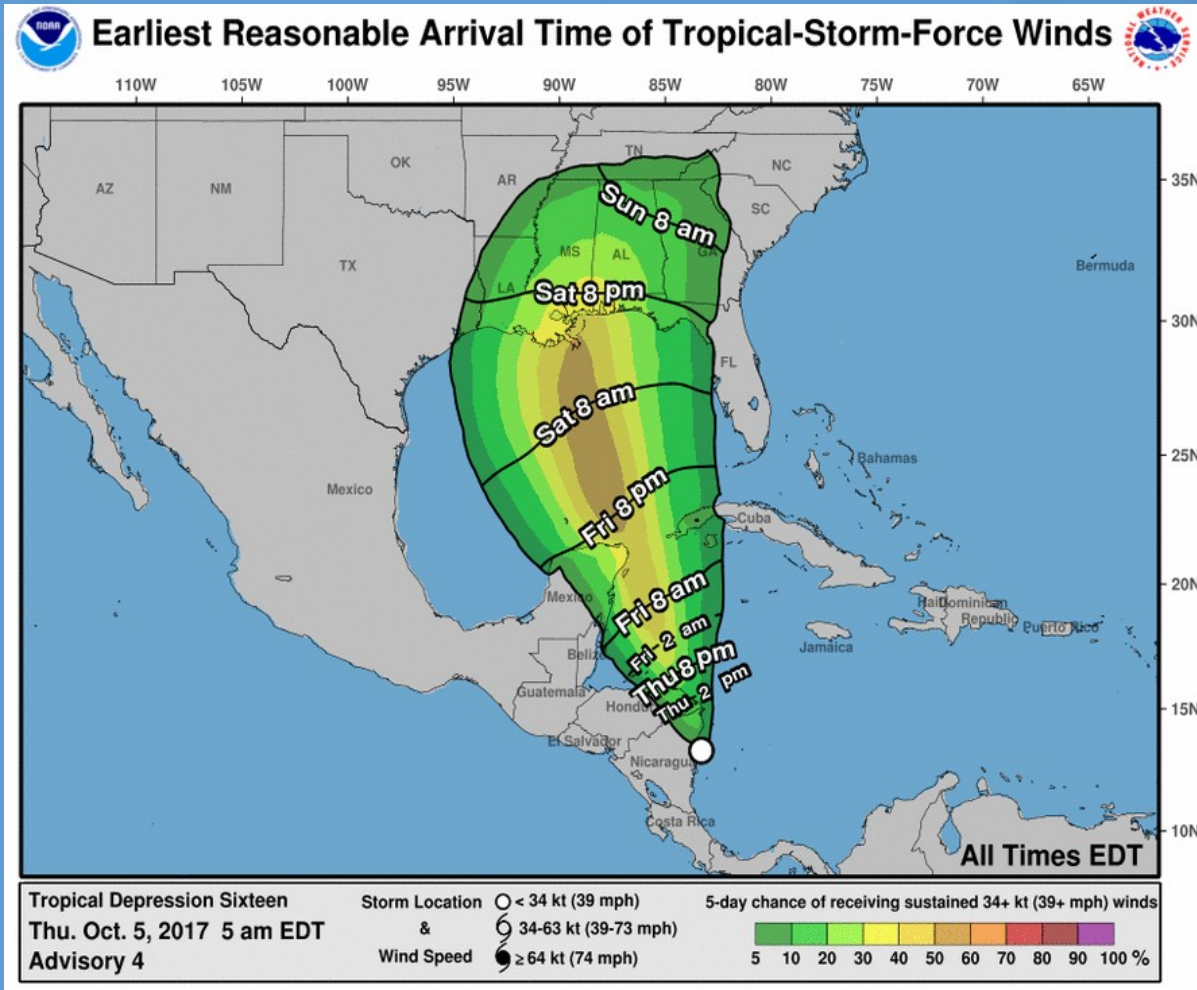 Earliest Reasonable Arrival Time of Tropical-Storm-Force Winds
NOAA
NATIONAL WEATHER SERVICE
110W 105W 100W 95W 90W 85W 80W 75W 70W 65W
TN
OK
AR
NC
AZ
NM
35N
SC
Sun 8 am
MS
AL
GA
TX
Bermuda
LA
Sat 8 pm
30N
FL
Sat 8 am
25N
Bahamas
Mexico
Fri 8 pm
Cuba
20N
Fri 8 am
Mexico
Haiti
Dominican
Republic
Puerto Rico
Fri 2 am
Jamaica
Belize
Thu 8 pm
Guatemala
Thu 2 pm
15N
Hondu
El Salvador
Nicaragua
Costa Rica
10N
All Times EDT
Tropical Depression Sixteen
Thu. Oct. 5, 2017 5 am EDT
Advisory 4
Storm Location
&
Wind Speed
< 34 kt (39 mph)
34-63 kt (39-73 mph)
≥ 64 kt (74 mph)
5-day chance of receiving sustained 34+ kt (39+ mph) winds
5 10 20 30 40 50 60 70 80 90 100 %